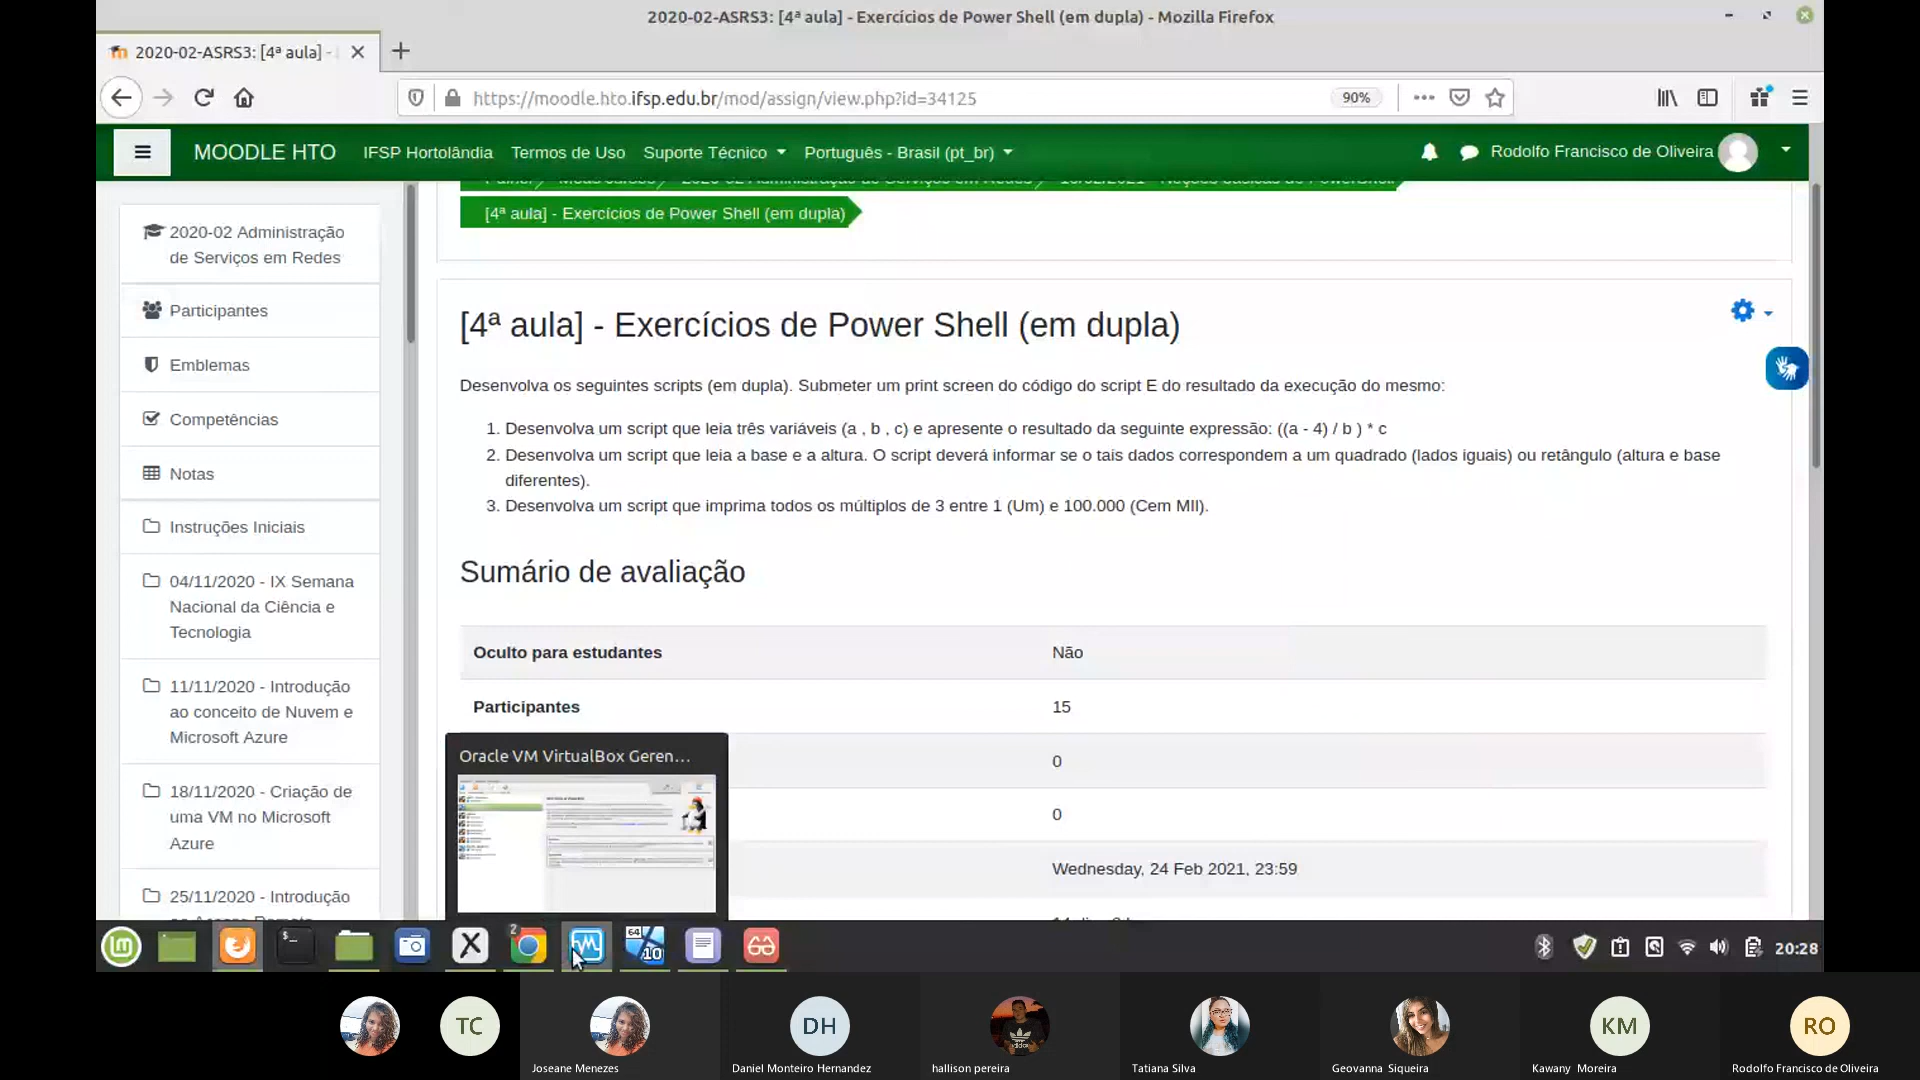 2020-02-ASRS3: [4ª aula] - Exercícios de Power Shell (em dupla) - Mozilla Firefox
2020-02-ASRS3: [4ª aula] -
https://moodle.hto.ifsp.edu.br/mod/assign/view.php?id=34125
90%
MOODLE HTO
IFSP Hortolândia
Termos de Uso
Suporte Técnico
Português - Brasil (pt_br)
Rodolfo Francisco de Oliveira
[4ª aula] - Exercícios de Power Shell (em dupla)
2020-02 Administração
de Serviços em Redes
Participantes
Emblemas
Competências
Notas
Instruções Iniciais
04/11/2020 - IX Semana
Nacional da Ciência e
Tecnologia
11/11/2020 - Introdução
ao conceito de Nuvem e
Microsoft Azure
18/11/2020 - Criação de
uma VM no Microsoft
Azure
25/11/2020 - Introdução
[4ª aula] - Exercícios de Power Shell (em dupla)
Desenvolva os seguintes scripts (em dupla). Submeter um print screen do código do script E do resultado da execução do mesmo:
1. Desenvolva um script que leia três variáveis (a , b , c) e apresente o resultado da seguinte expressão: ((a - 4) / b ) * c
2. Desenvolva um script que leia a base e a altura. O script deverá informar se o tais dados correspondem a um quadrado (lados iguais) ou retângulo (altura e base
diferentes).
3. Desenvolva um script que imprima todos os múltiplos de 3 entre 1 (Um) e 100.000 (Cem MIl).
Sumário de avaliação
Oculto para estudantes
Não
Participantes
15
0
0
Wednesday, 24 Feb 2021, 23:59
Oracle VM VirtualBox Geren...
2
64
10
20:28
TC
DH
KM
RO
Joseane Menezes
Daniel Monteiro Hernandez
hallison pereira
Tatiana Silva
Geovanna Siqueira
Kawany Moreira
Rodolfo Francisco de Oliveira